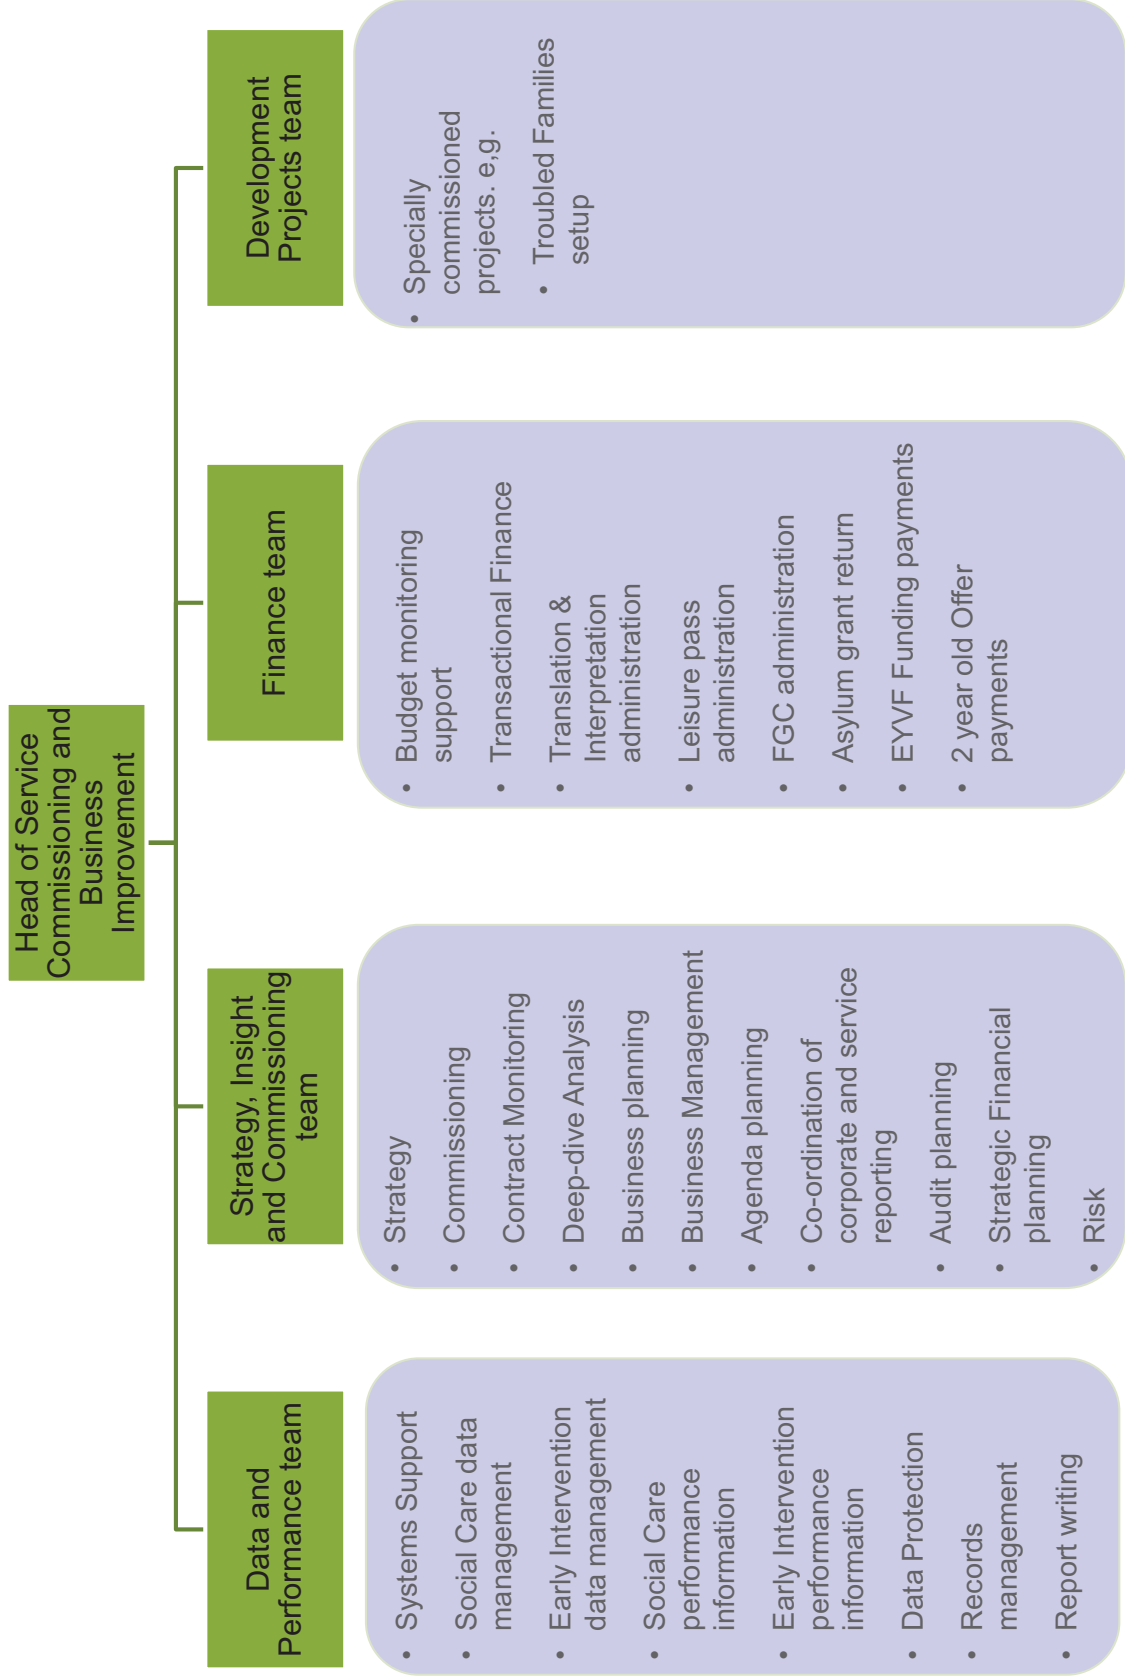 Head of Service
Commissioning and
Business
Improvement
Data and
Performance team
• Systems Support
• Social Care data
management
• Early Intervention
data management
• Social Care
performance
information
• Early Intervention
performance
information
• Data Protection
• Records
management
• Report writing
Strategy, Insight
and Commissioning
team
• Strategy
• Commissioning
• Contract Monitoring
• Deep-dive Analysis
• Business planning
• Business Management
• Agenda planning
• Co-ordination of
corporate and service
reporting
• Audit planning
• Strategic Financial
planning
• Risk
Finance team
• Budget monitoring
support
• Transactional Finance
• Translation &
Interpretation
administration
• Leisure pass
administration
• FGC administration
• Asylum grant return
• EYVF Funding payments
• 2 year old Offer
payments
Development
Projects team
• Specially
commissioned
projects. e,g.
• Troubled Families
setup